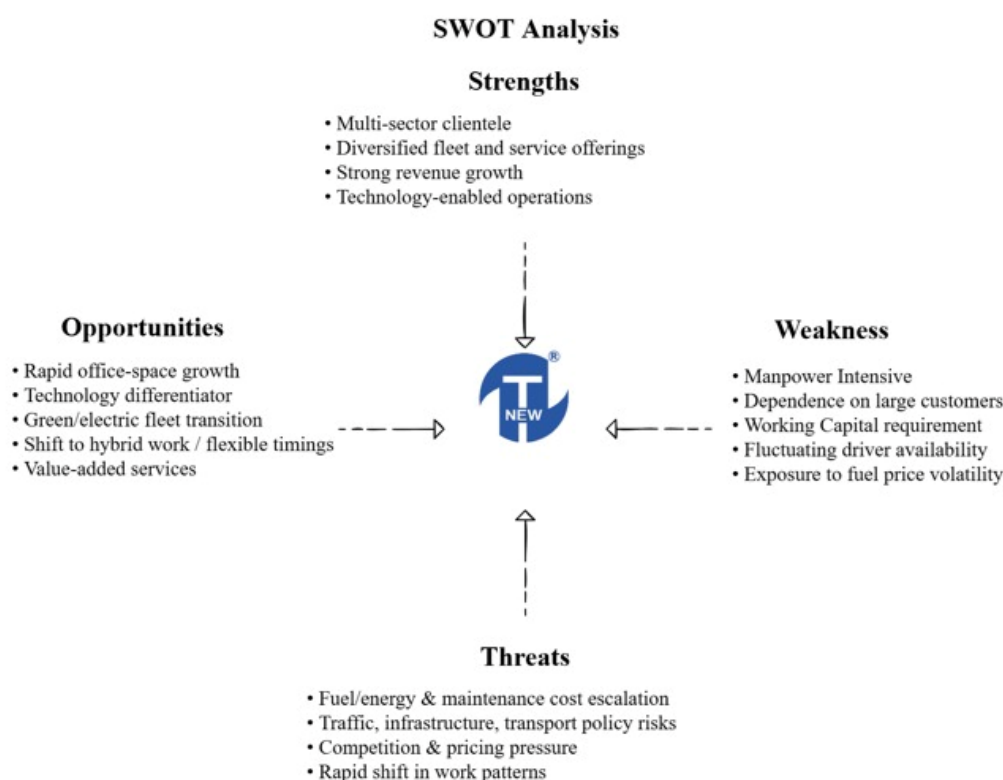 SWOT Analysis
Strengths
• Multi-sector clientele
• Diversified fleet and service offerings
• Strong revenue growth
• Technology-enabled operations
Opportunities
• Rapid office-space growth
• Technology differentiator
• Green/electric fleet transition
• Shift to hybrid work / flexible timings
• Value-added services
T
NEW
®
Weakness
• Manpower Intensive
• Dependence on large customers
• Working Capital requirement
• Fluctuating driver availability
• Exposure to fuel price volatility
Threats
• Fuel/energy & maintenance cost escalation
• Traffic, infrastructure, transport policy risks
• Competition & pricing pressure
• Rapid shift in work patterns